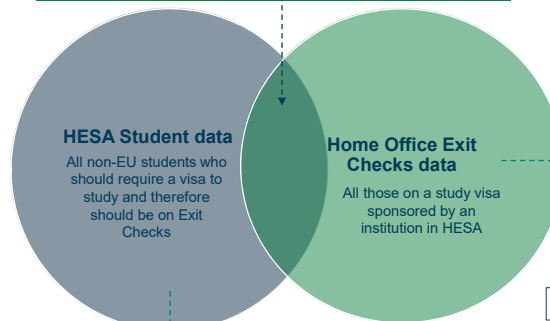 HESA Student data
All non-EU students who
should require a visa to
study and therefore
should be on Exit
Checks
Home Office Exit
Checks data
All those on a study visa
sponsored by an
institution in HESA